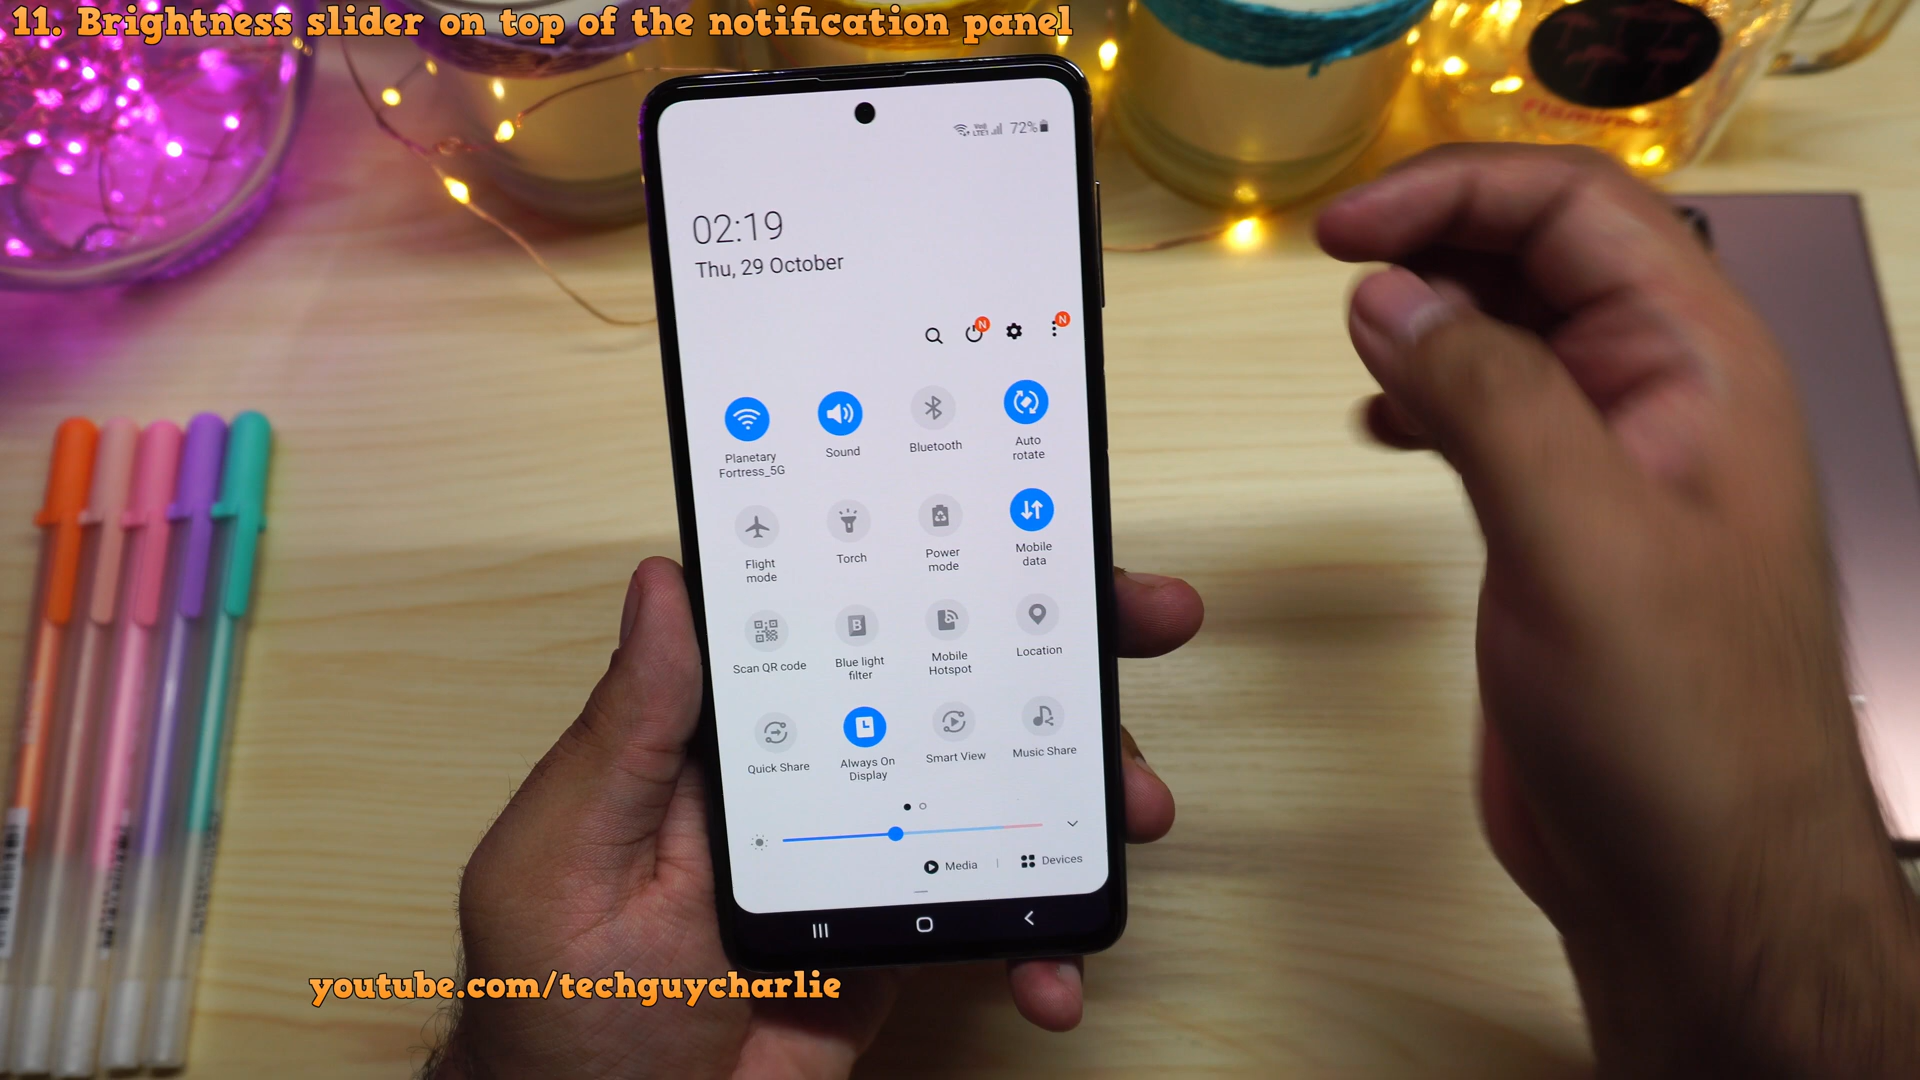 11. Brightness slider on top of the notification panel
72%
02:19
Thu, 29 October
N
N
Planetary Fortress_5G
Sound
Bluetooth
Auto rotate
Flight mode
Torch
Power mode
Mobile data
Scan QR code
B
Blue light filter
Mobile Hotspot
Location
Quick Share
Always On Display
Smart View
Music Share
Media
Devices
youtube.com/techguycharlie